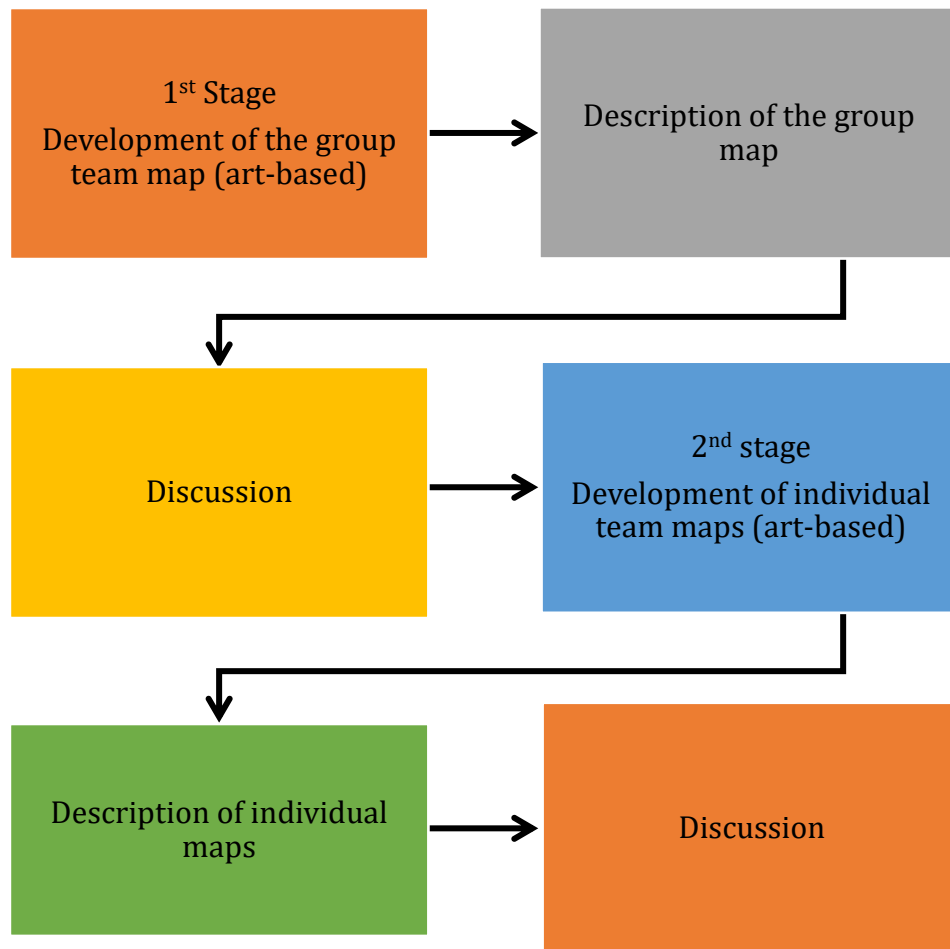 1st Stage
Development of the group
team map (art-based)
Description of the group
map
Discussion
2nd stage
Development of individual
team maps (art-based)
Description of individual
maps
Discussion